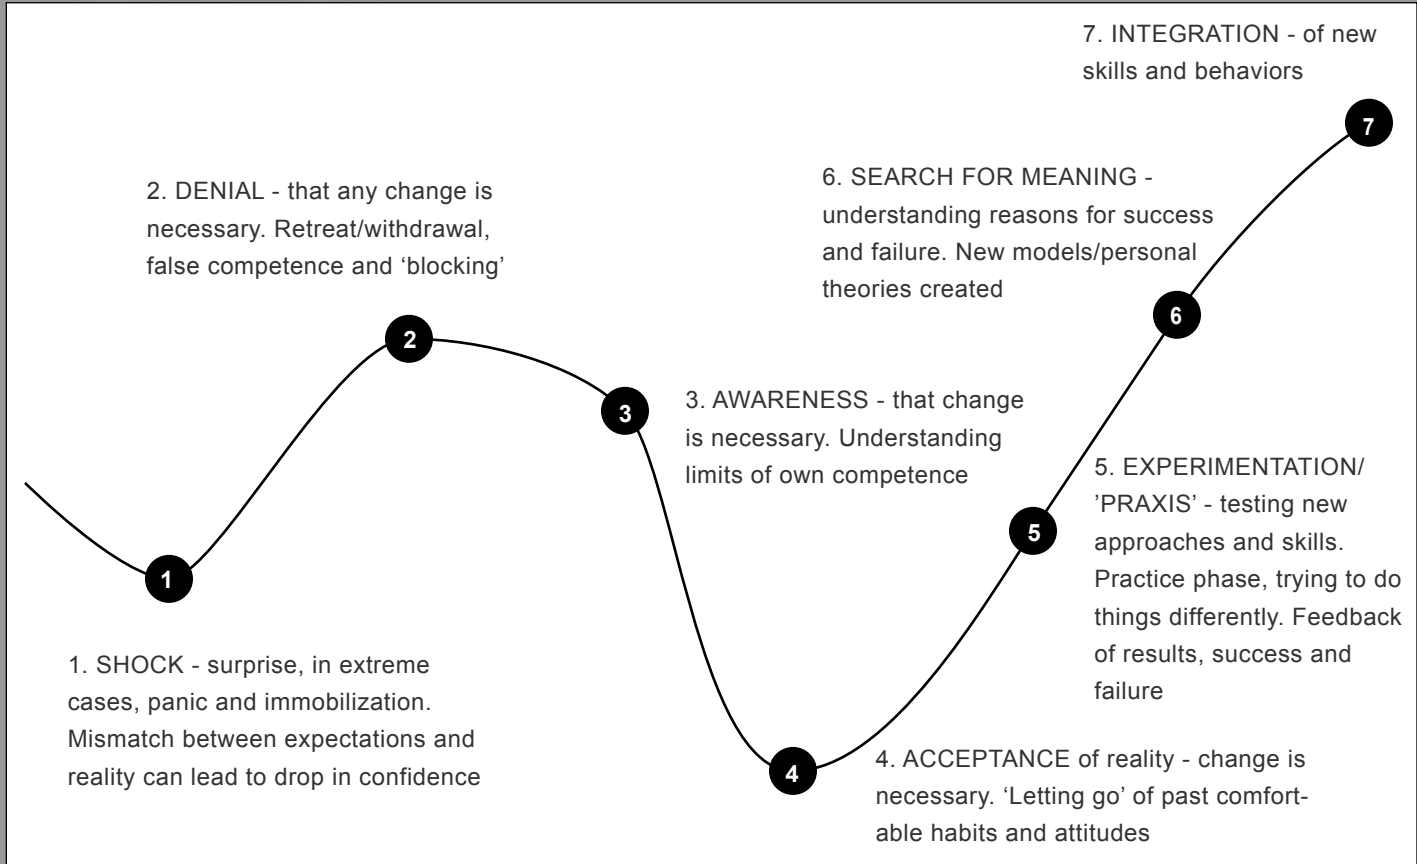 7. INTEGRATION - of new
skills and behaviors
7
2. DENIAL - that any change is
necessary. Retreat/withdrawal,
false competence and ‘blocking’
6. SEARCH FOR MEANING -
understanding reasons for success
and failure. New models/personal
theories created
6
2
3
3. AWARENESS - that change
is necessary. Understanding
limits of own competence
5. EXPERIMENTATION/
’PRAXIS’ - testing new
approaches and skills.
Practice phase, trying to do
things differently. Feedback
of results, success and
failure
5
1
1. SHOCK - surprise, in extreme
cases, panic and immobilization.
Mismatch between expectations and
reality can lead to drop in confidence
4
4. ACCEPTANCE of reality - change is
necessary. ‘Letting go’ of past comfort-
able habits and attitudes